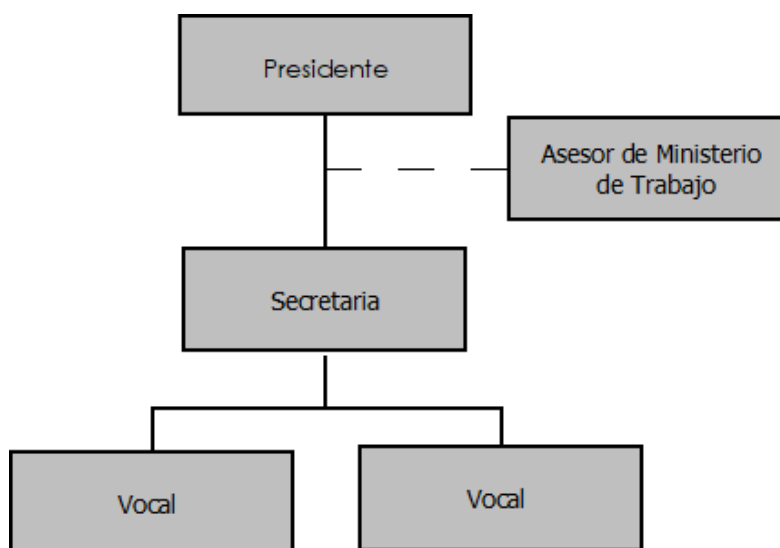 Presidente
Asesor de Ministerio
de Trabajo
Secretaria
Vocal
Vocal